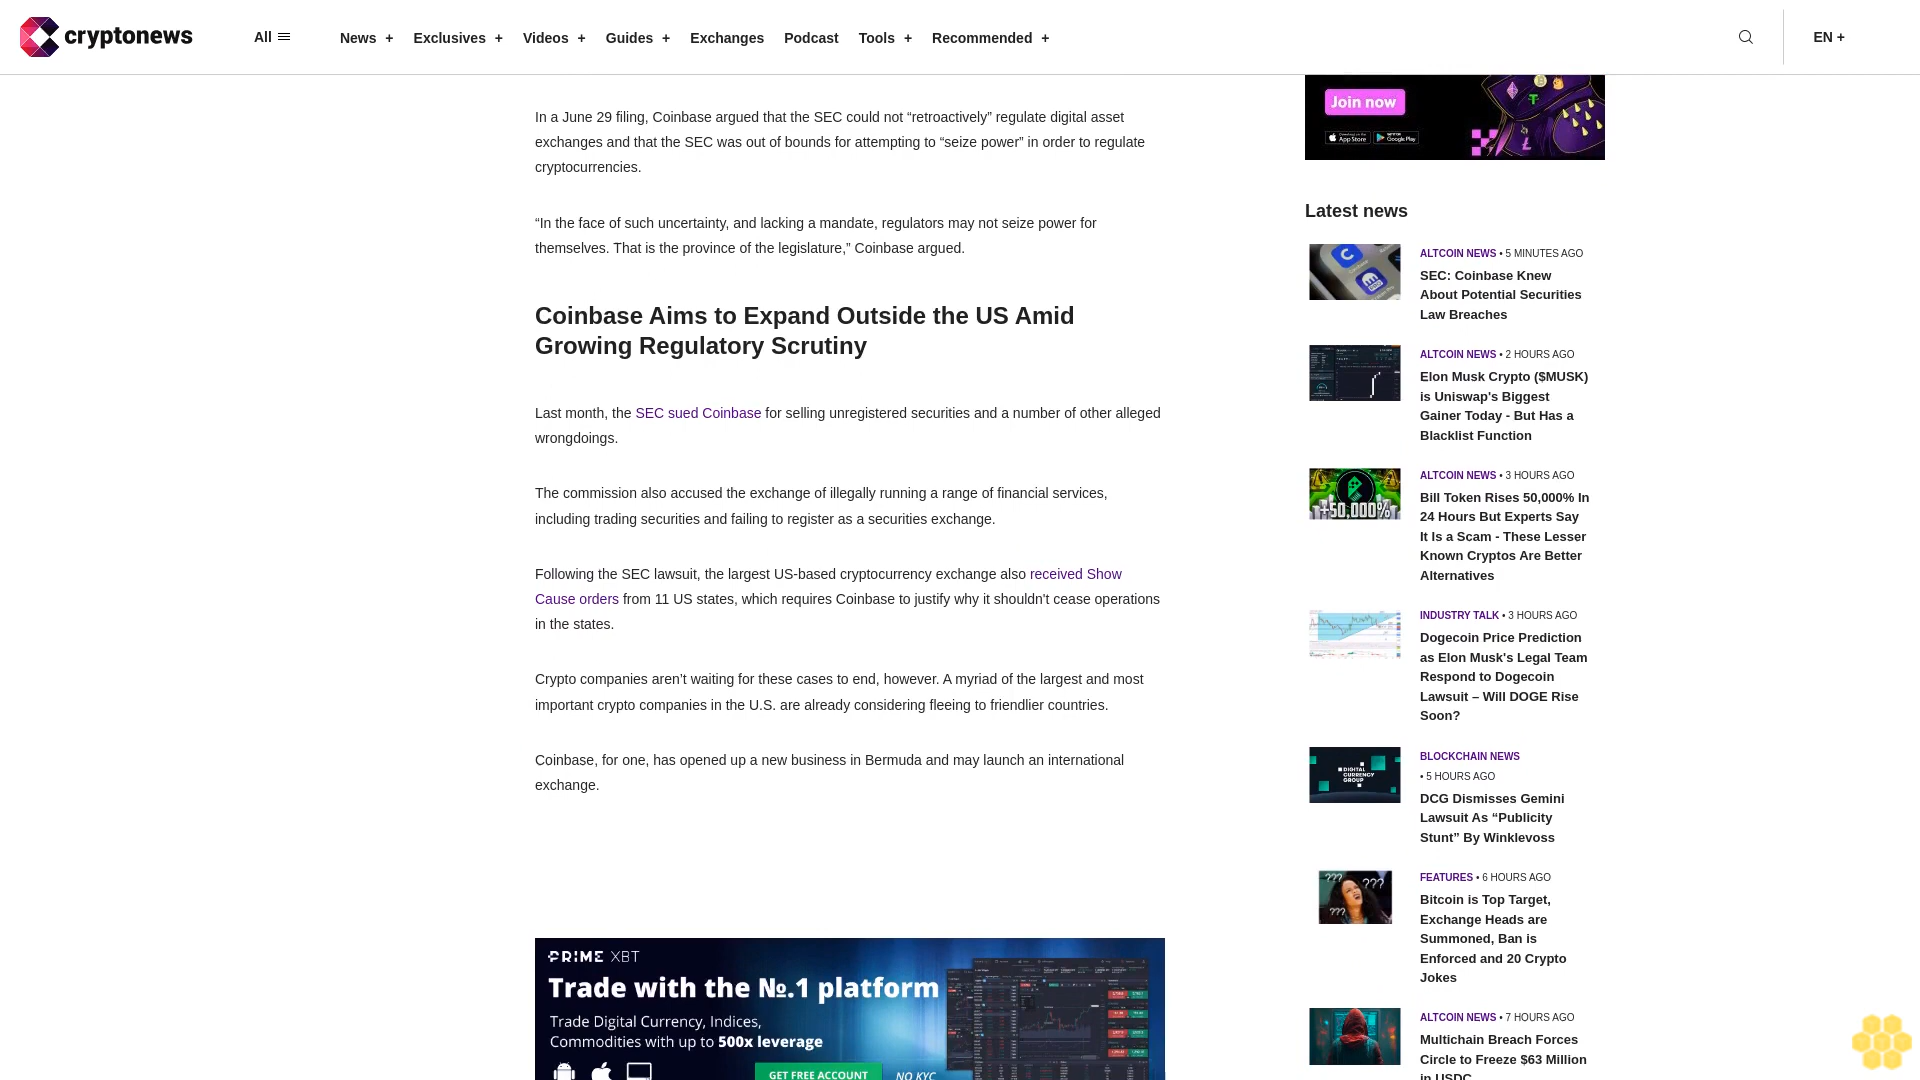 cryptonews
All
News +
Exclusives +
Videos +
Guides +
Exchanges
Podcast
Tools +
Recommended +
EN +
In a June 29 filing, Coinbase argued that the SEC could not “retroactively” regulate digital asset
exchanges and that the SEC was out of bounds for attempting to “seize power” in order to regulate
cryptocurrencies.
“In the face of such uncertainty, and lacking a mandate, regulators may not seize power for
themselves. That is the province of the legislature,” Coinbase argued.
Coinbase Aims to Expand Outside the US Amid
Growing Regulatory Scrutiny
Last month, the SEC sued Coinbase for selling unregistered securities and a number of other alleged
wrongdoings.
The commission also accused the exchange of illegally running a range of financial services,
including trading securities and failing to register as a securities exchange.
Following the SEC lawsuit, the largest US-based cryptocurrency exchange also received Show
Cause orders from 11 US states, which requires Coinbase to justify why it shouldn't cease operations
in the states.
Crypto companies aren’t waiting for these cases to end, however. A myriad of the largest and most
important crypto companies in the U.S. are already considering fleeing to friendlier countries.
Coinbase, for one, has opened up a new business in Bermuda and may launch an international
exchange.
PRIME XBT
Trade with the №.1 platform
Trade Digital Currency, Indices,
Commodities with up to 500x leverage
GET FREE ACCOUNT
NO KYC
Join now
App Store
Google Play
Latest news
ALTCOIN NEWS • 5 MINUTES AGO
SEC: Coinbase Knew
About Potential Securities
Law Breaches
ALTCOIN NEWS • 2 HOURS AGO
Elon Musk Crypto ($MUSK)
is Uniswap's Biggest
Gainer Today - But Has a
Blacklist Function
+50,000%
ALTCOIN NEWS • 3 HOURS AGO
Bill Token Rises 50,000% In
24 Hours But Experts Say
It Is a Scam - These Lesser
Known Cryptos Are Better
Alternatives
INDUSTRY TALK • 3 HOURS AGO
Dogecoin Price Prediction
as Elon Musk's Legal Team
Respond to Dogecoin
Lawsuit – Will DOGE Rise
Soon?
DIGITAL
CURRENCY
GROUP
BLOCKCHAIN NEWS
• 5 HOURS AGO
DCG Dismisses Gemini
Lawsuit As “Publicity
Stunt” By Winklevoss
???
???
???
FEATURES • 6 HOURS AGO
Bitcoin is Top Target,
Exchange Heads are
Summoned, Ban is
Enforced and 20 Crypto
Jokes
ALTCOIN NEWS • 7 HOURS AGO
Multichain Breach Forces
Circle to Freeze $63 Million
in USDC